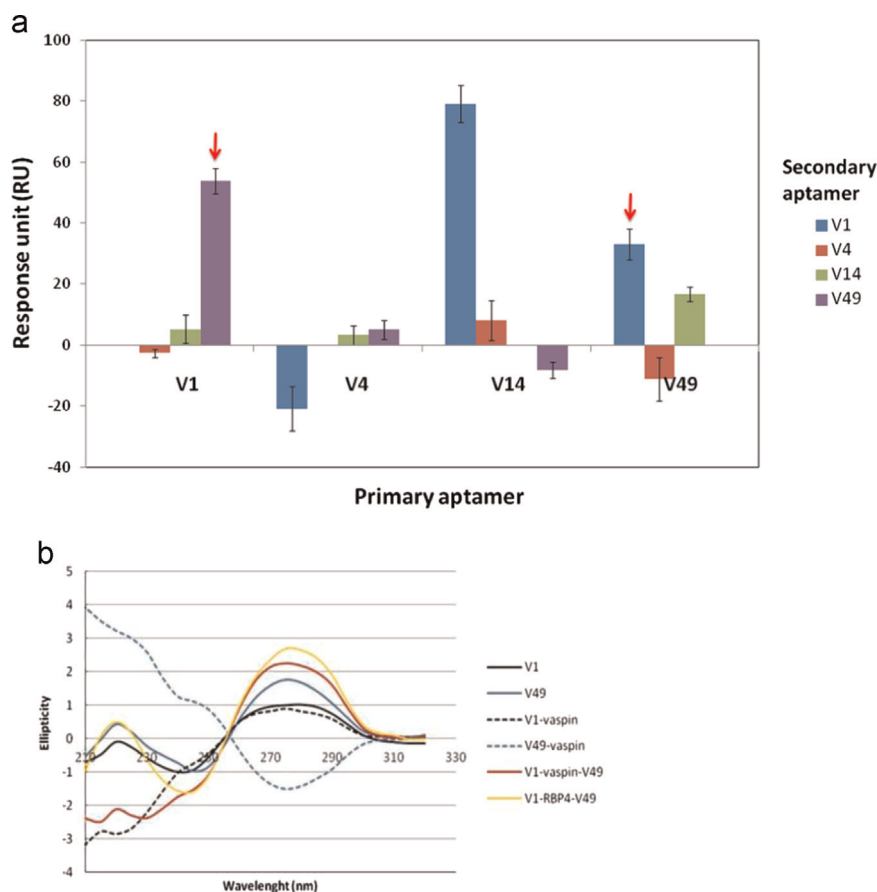 a
100
80
60
40
20
0
-20
-40
Response unit (RU)
V1
V4
V14
V49
Primary aptamer
Secondary
aptamer
V1
V4
V14
V49
b
5
4
3
2
1
0
-1
-2
-3
-4
Ellipticity
210 230 250 270 290 310 330
Wavelenght (nm)
V1
V49
V1-vaspin
V49-vaspin
V1-vaspin-V49
V1-RBP4-V49